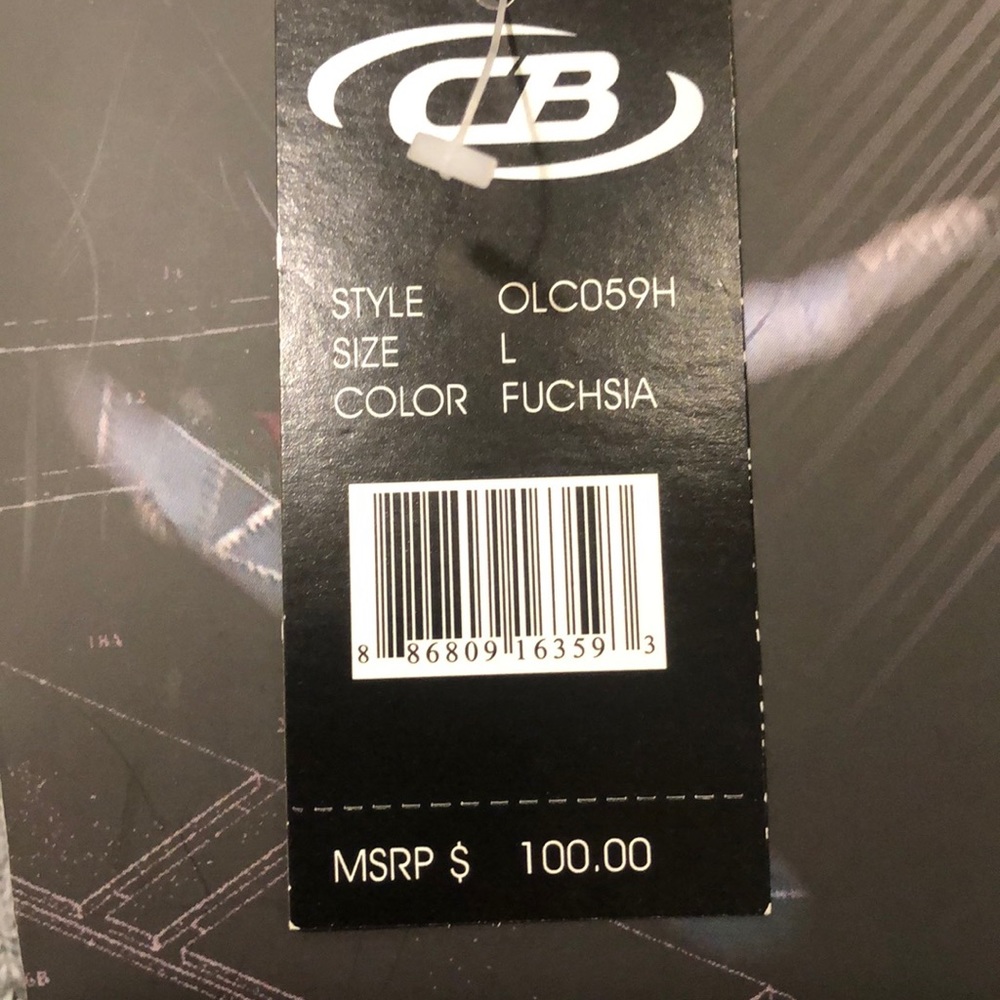 CB
STYLE OLC059H
SIZE L
COLOR FUCHSIA
8 86809 16359 3
MSRP $ 100.00